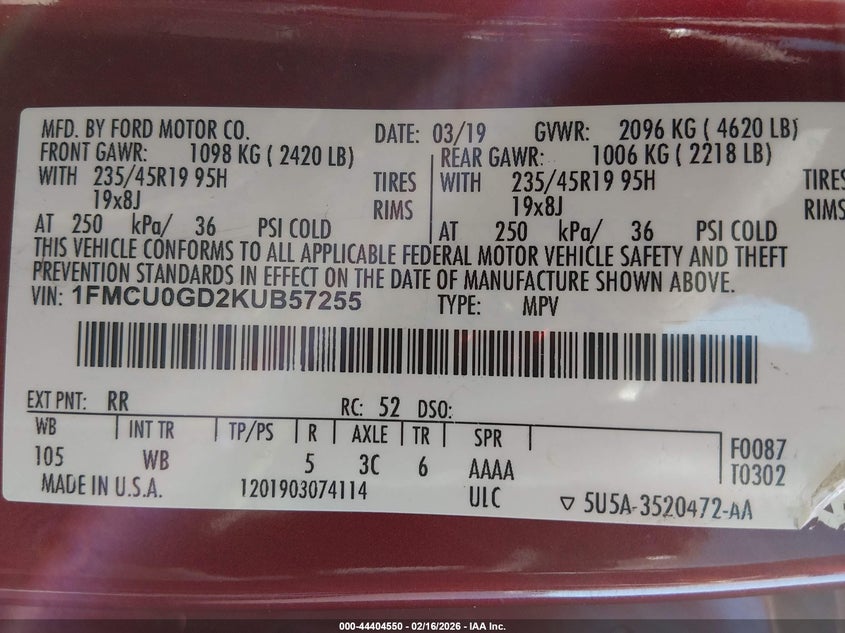 MFD. BY FORD MOTOR CO. DATE: 03/19 GVWR: 2096 KG ( 4620 LB)
FRONT GAWR: 1098 KG ( 2420 LB) REAR GAWR: 1006 KG ( 2218 LB)
WITH 235/45R19 95H TIRES WITH 235/45R19 95H TIRES
19x8J RIMS 19x8J RIMS
AT 250 kPa/ 36 PSI COLD AT 250 kPa/ 36 PSI COLD
THIS VEHICLE CONFORMS TO ALL APPLICABLE FEDERAL MOTOR VEHICLE SAFETY AND THEFT
PREVENTION STANDARDS IN EFFECT ON THE DATE OF MANUFACTURE SHOWN ABOVE.
VIN: 1FMCU0GD2KUB57255 TYPE: MPV
EXT PNT: RR RC: 52 DSO:
WB INT TR TP/PS R AXLE TR SPR F0087
105 WB 5 3C 6 AAAA T0302
MADE IN U.S.A. 1201903074114 ULC ▽ 5U5A-3520472-AA
000-44404550 - 02/16/2026 - IAA Inc.